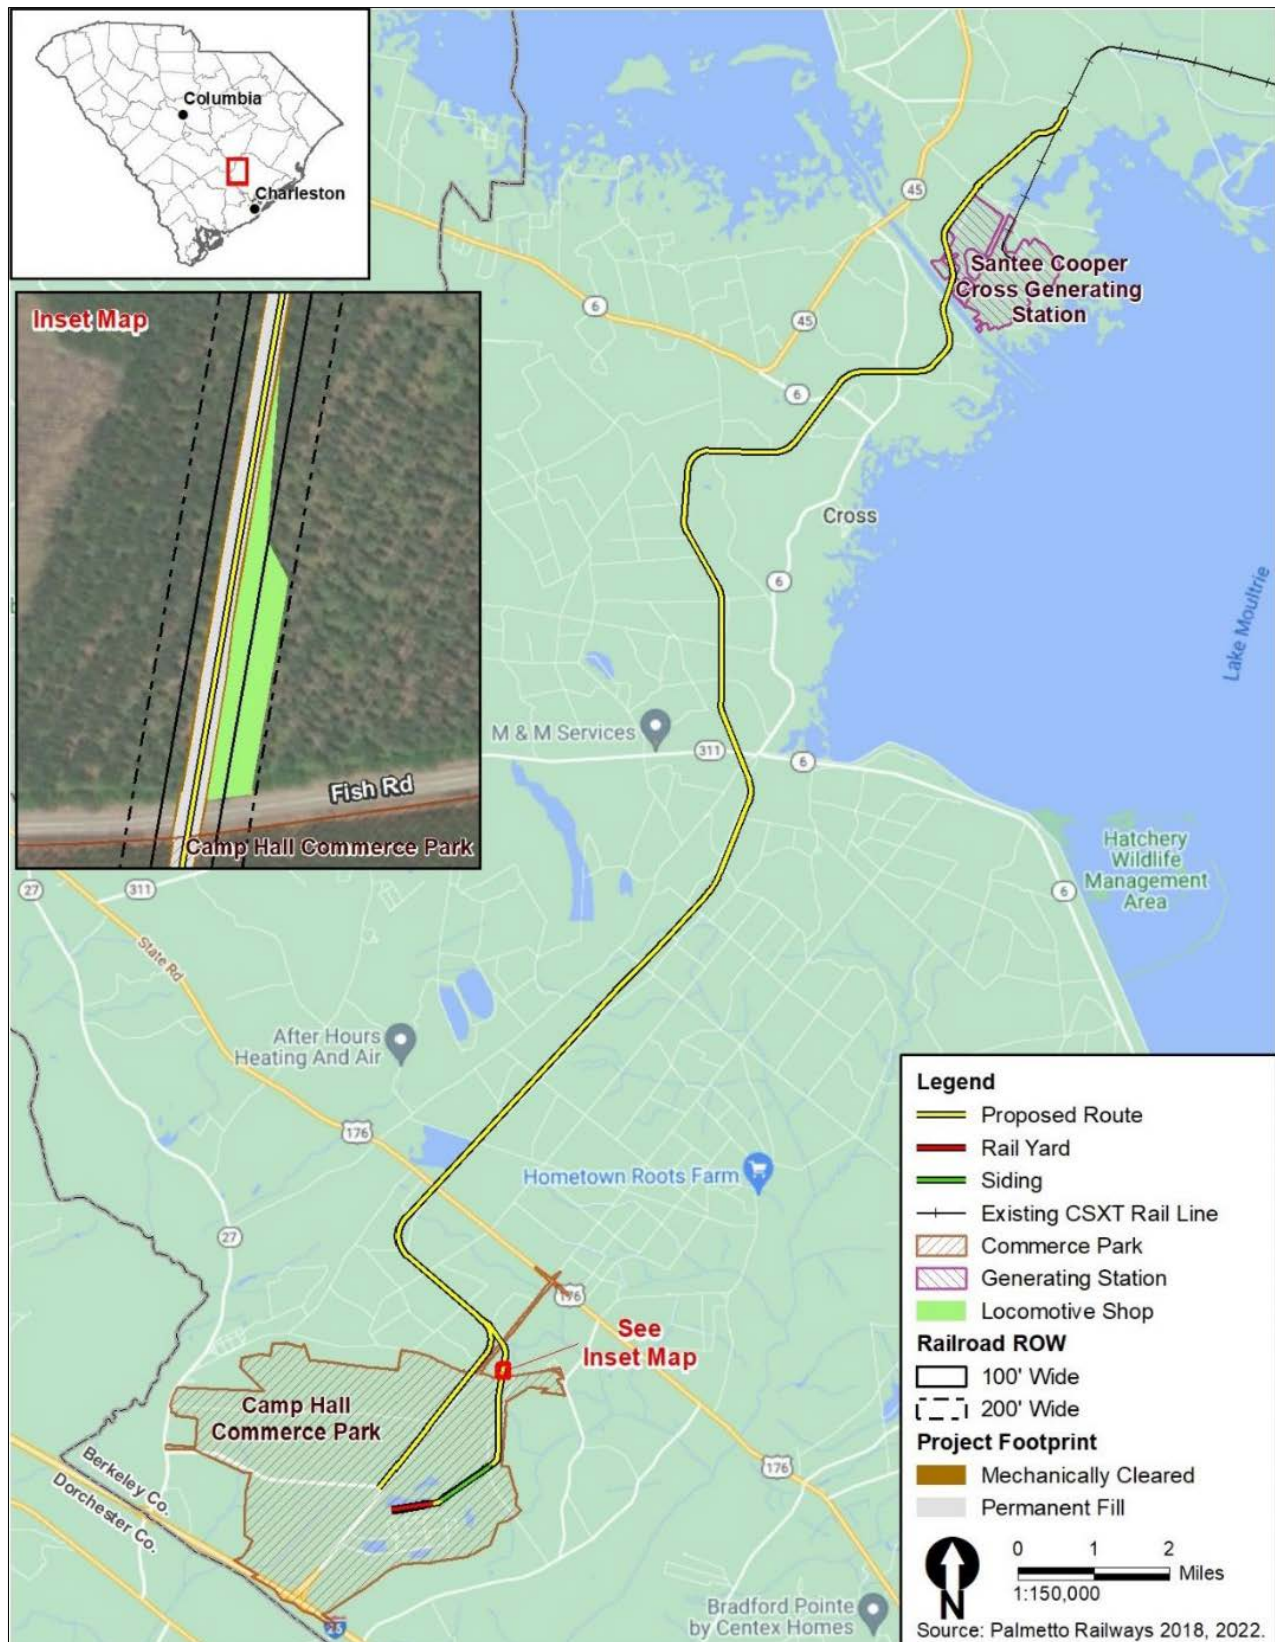 Columbia
Charleston
Inset Map
Fish Rd
Camp Hall Commerce Park
45
6
45
6
Santee Cooper
Cross Generating
Station
Cross
6
Lake Moultrie
M & M Services
311
6
Hatchery
Wildlife
Management
Area
6
27
311
State Rd
After Hours
Heating And Air
176
Hometown Roots Farm
27
176
See
Inset Map
Camp Hall
Commerce Park
Berkeley Co.
Dorchester Co.
176
Bradford Pointe
by Centex Homes
Legend
Proposed Route
Rail Yard
Siding
Existing CSXT Rail Line
Commerce Park
Generating Station
Locomotive Shop
Railroad ROW
100' Wide
200' Wide
Project Footprint
Mechanically Cleared
Permanent Fill
N
0 1 2
Miles
1:150,000
Source: Palmetto Railways 2018, 2022.